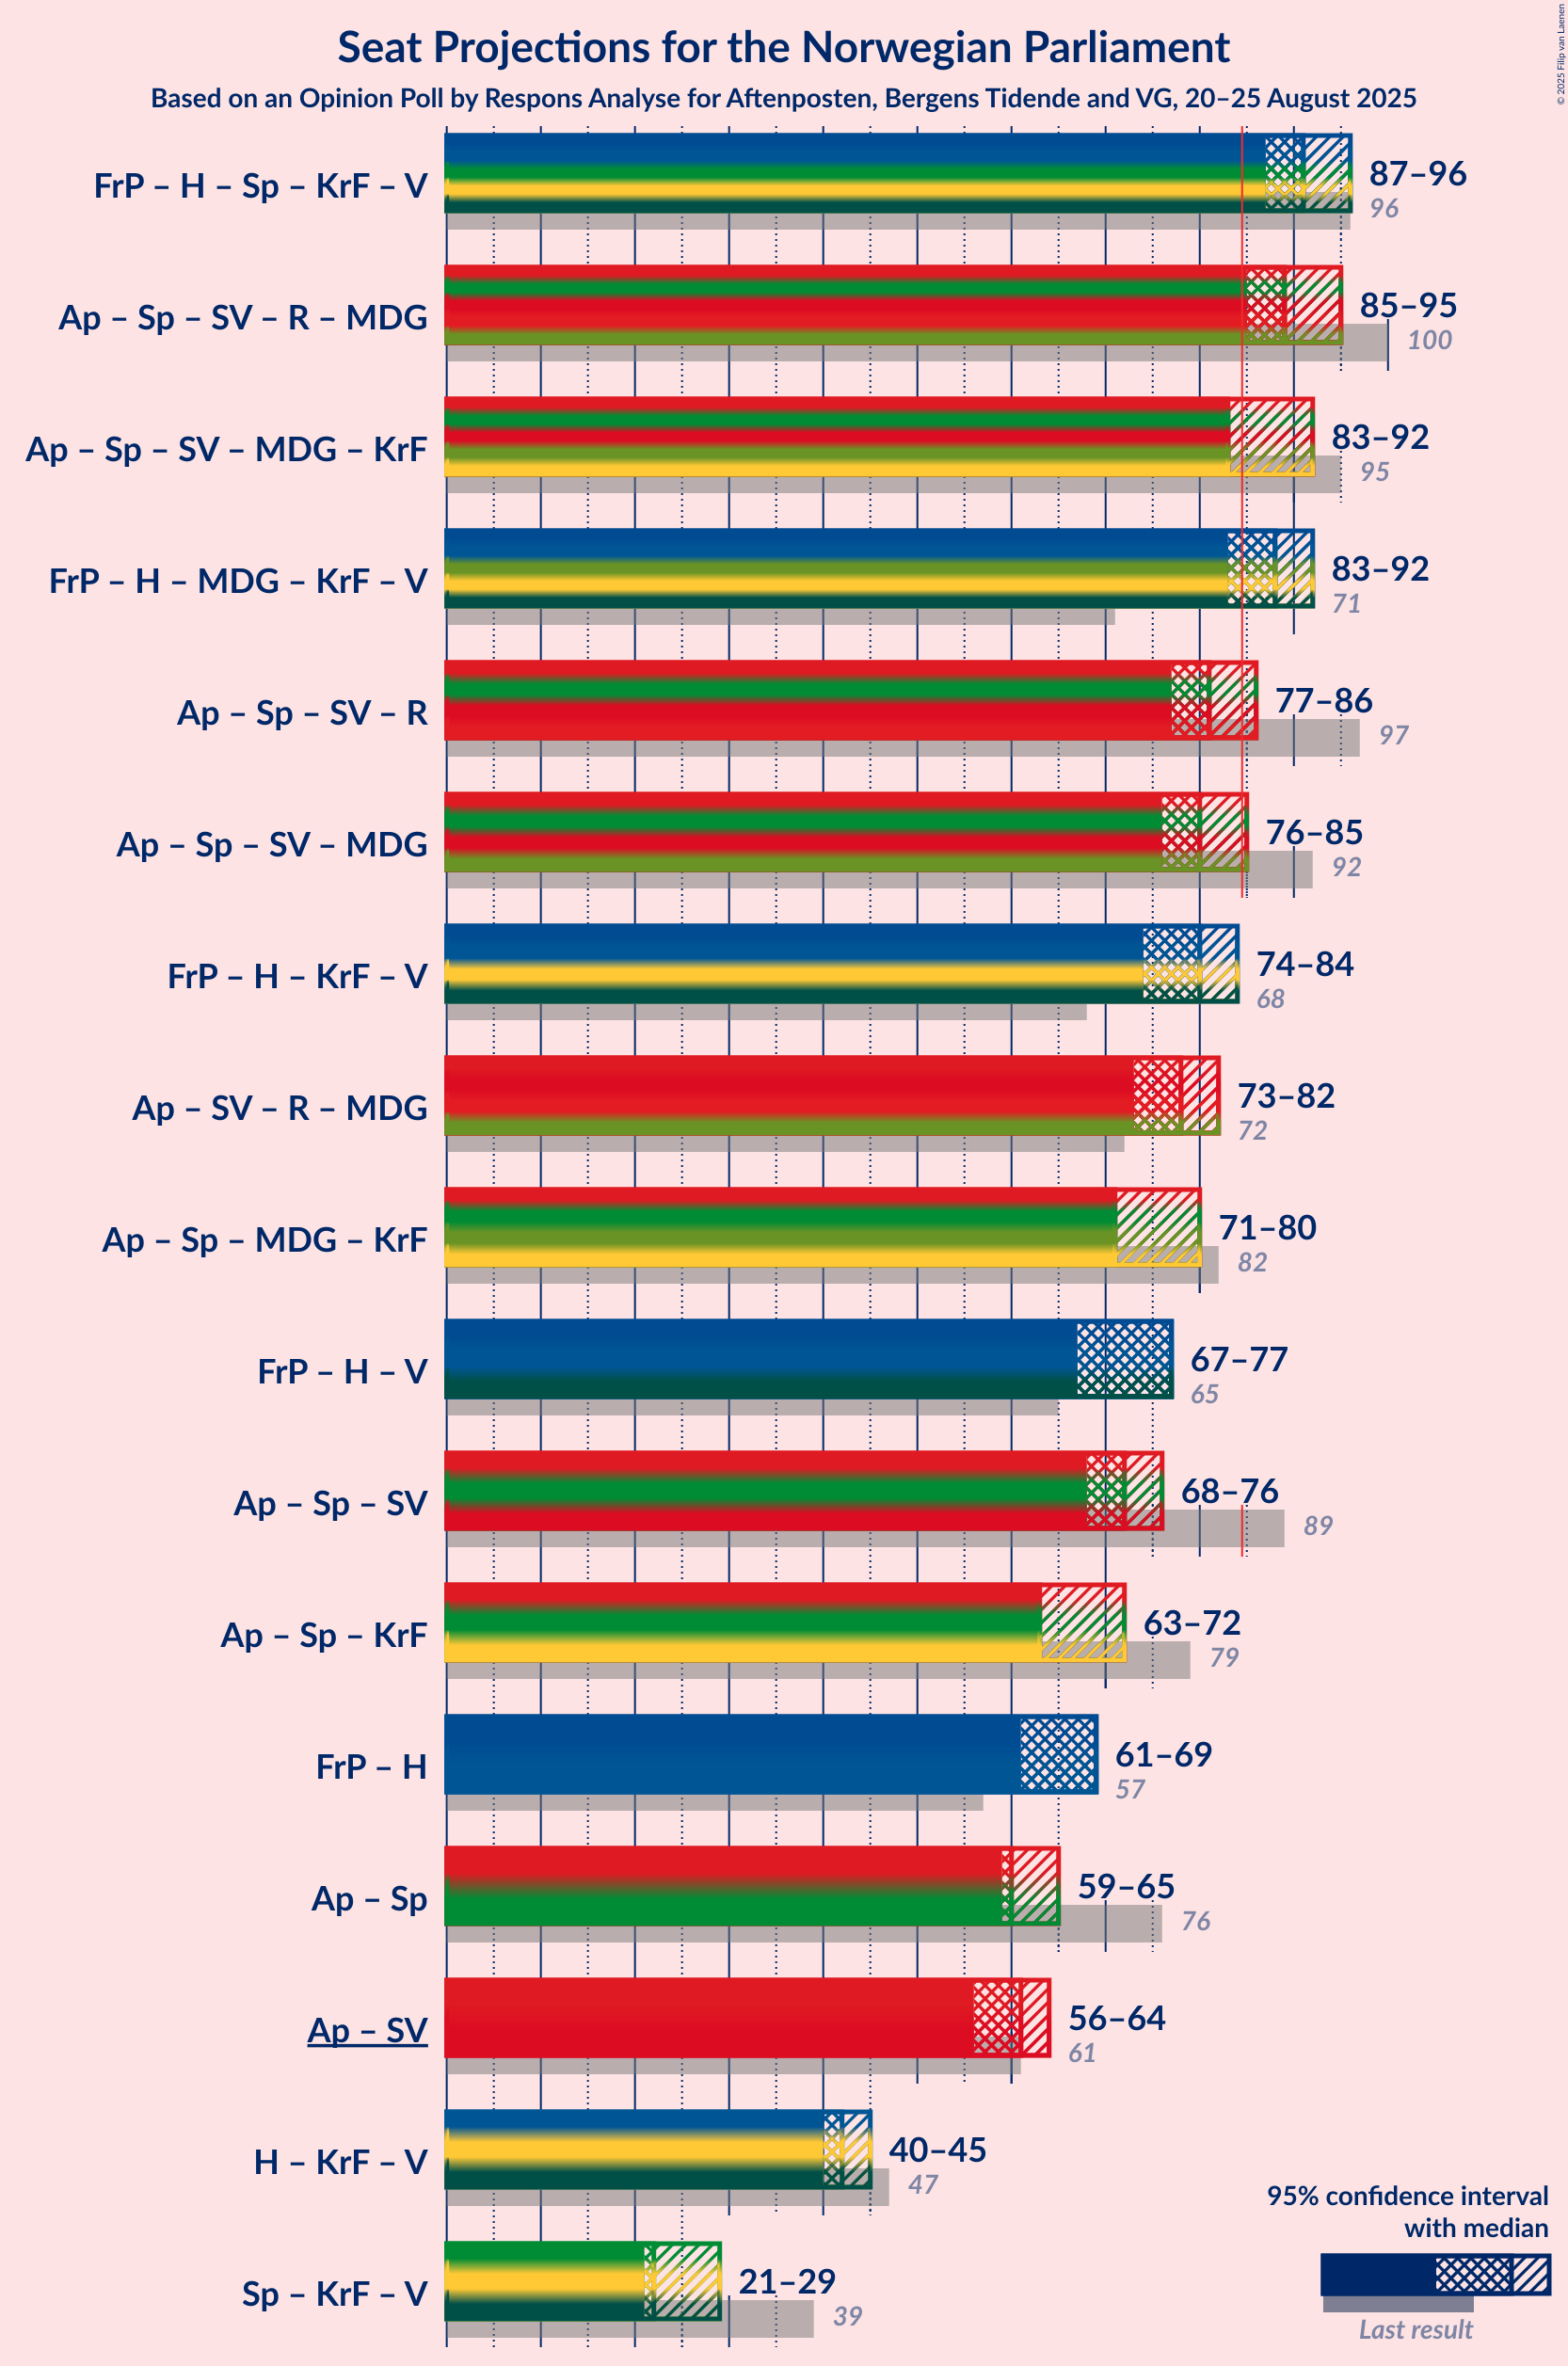 © 2025 Filip van Laenen
Seat Projections for the Norwegian Parliament
Based on an Opinion Poll by Respons Analyse for Aftenposten, Bergens Tidende and VG, 20–25 August 2025
FrP – H – Sp – KrF – V
87–96
96
Ap – Sp – SV – R – MDG
85–95
100
Ap – Sp – SV – MDG – KrF
83–92
95
FrP – H – MDG – KrF – V
83–92
71
Ap – Sp – SV – R
77–86
97
Ap – Sp – SV – MDG
76–85
92
FrP – H – KrF – V
74–84
68
Ap – SV – R – MDG
73–82
72
Ap – Sp – MDG – KrF
71–80
82
FrP – H – V
67–77
65
Ap – Sp – SV
68–76
89
Ap – Sp – KrF
63–72
79
FrP – H
61–69
57
Ap – Sp
59–65
76
Ap – SV
56–64
61
H – KrF – V
40–45
47
Sp – KrF – V
21–29
39
95% confidence interval
with median
Last result